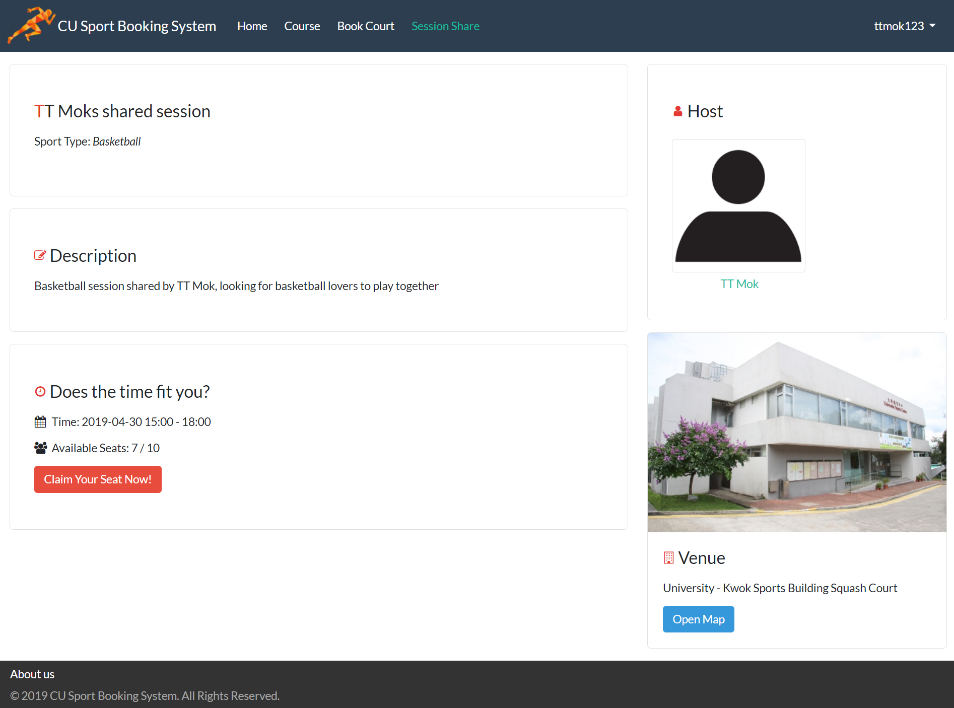 CU Sport Booking System Home Course Book Court Session Share ttmok123
TT Moks shared session
Sport Type: Basketball
Description
Basketball session shared by TT Mok, looking for basketball lovers to play together
Does the time fit you?
Time: 2019-04-30 15:00 - 18:00
Available Seats: 7 / 10
Claim Your Seat Now!
Host
TT Mok
Venue
University - Kwok Sports Building Squash Court
Open Map
About us
© 2019 CU Sport Booking System. All Rights Reserved.